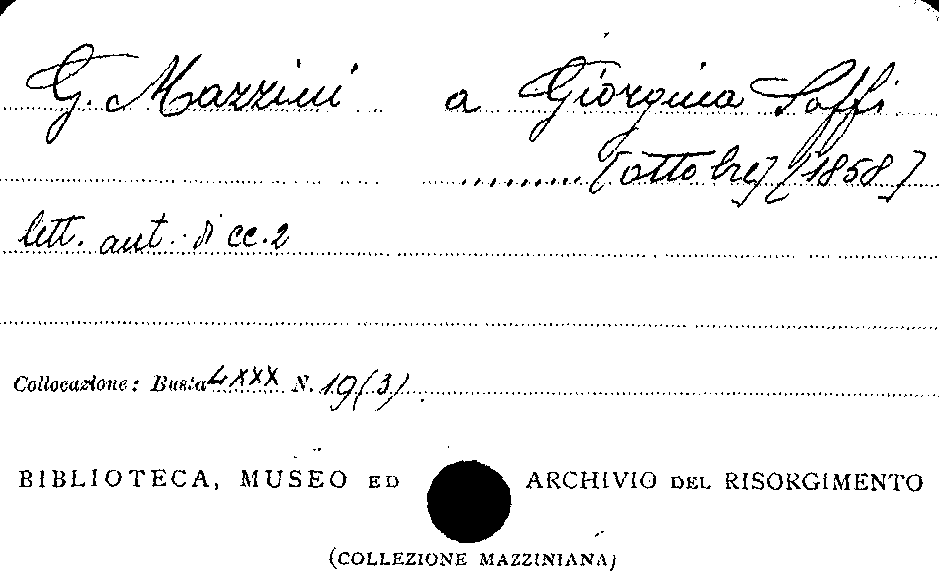 G. Mazzini a Giorgina Saffi
[ottobre] [1858]
lett. aut. di cc. 2
Collocazione: Busta LXXX N. 19(3)
BIBLIOTECA, MUSEO ED ARCHIVIO DEL RISORGIMENTO
(COLLEZIONE MAZZINIANA)